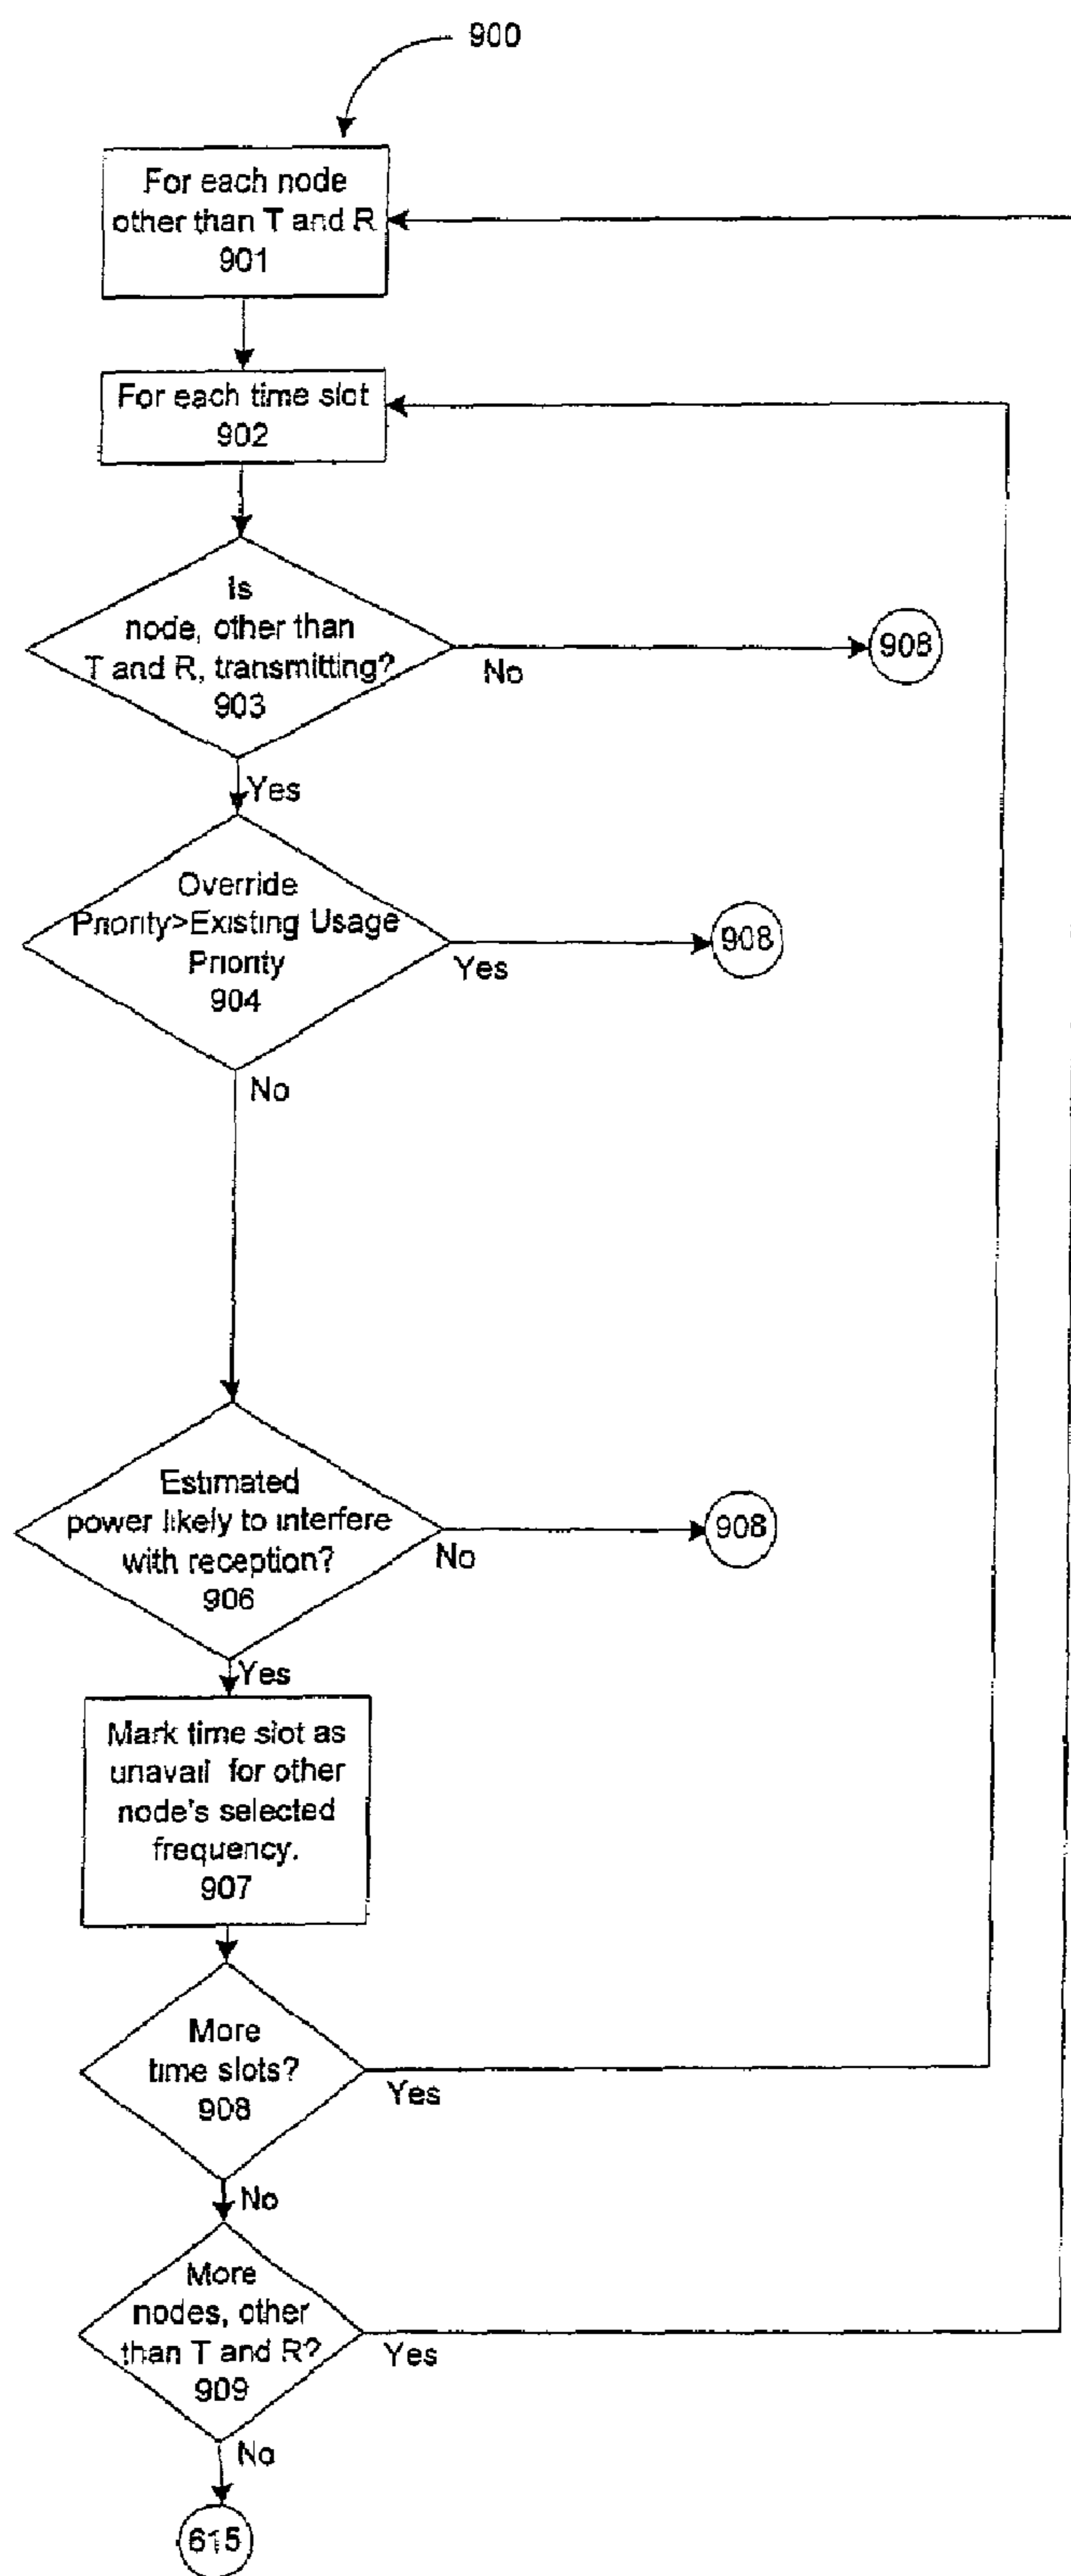 900
For each node
other than T and R
901
For each time slot
902
Is
node, other than
T and R, transmitting?
903
No
908
Yes
Override
Priority>Existing Usage
Priority
904
Yes
908
No
Estimated
power likely to interfere
with reception?
906
No
908
Yes
Mark time slot as
unavail for other
node's selected
frequency.
907
More
time slots?
908
Yes
No
More
nodes, other
than T and R?
909
Yes
No
615